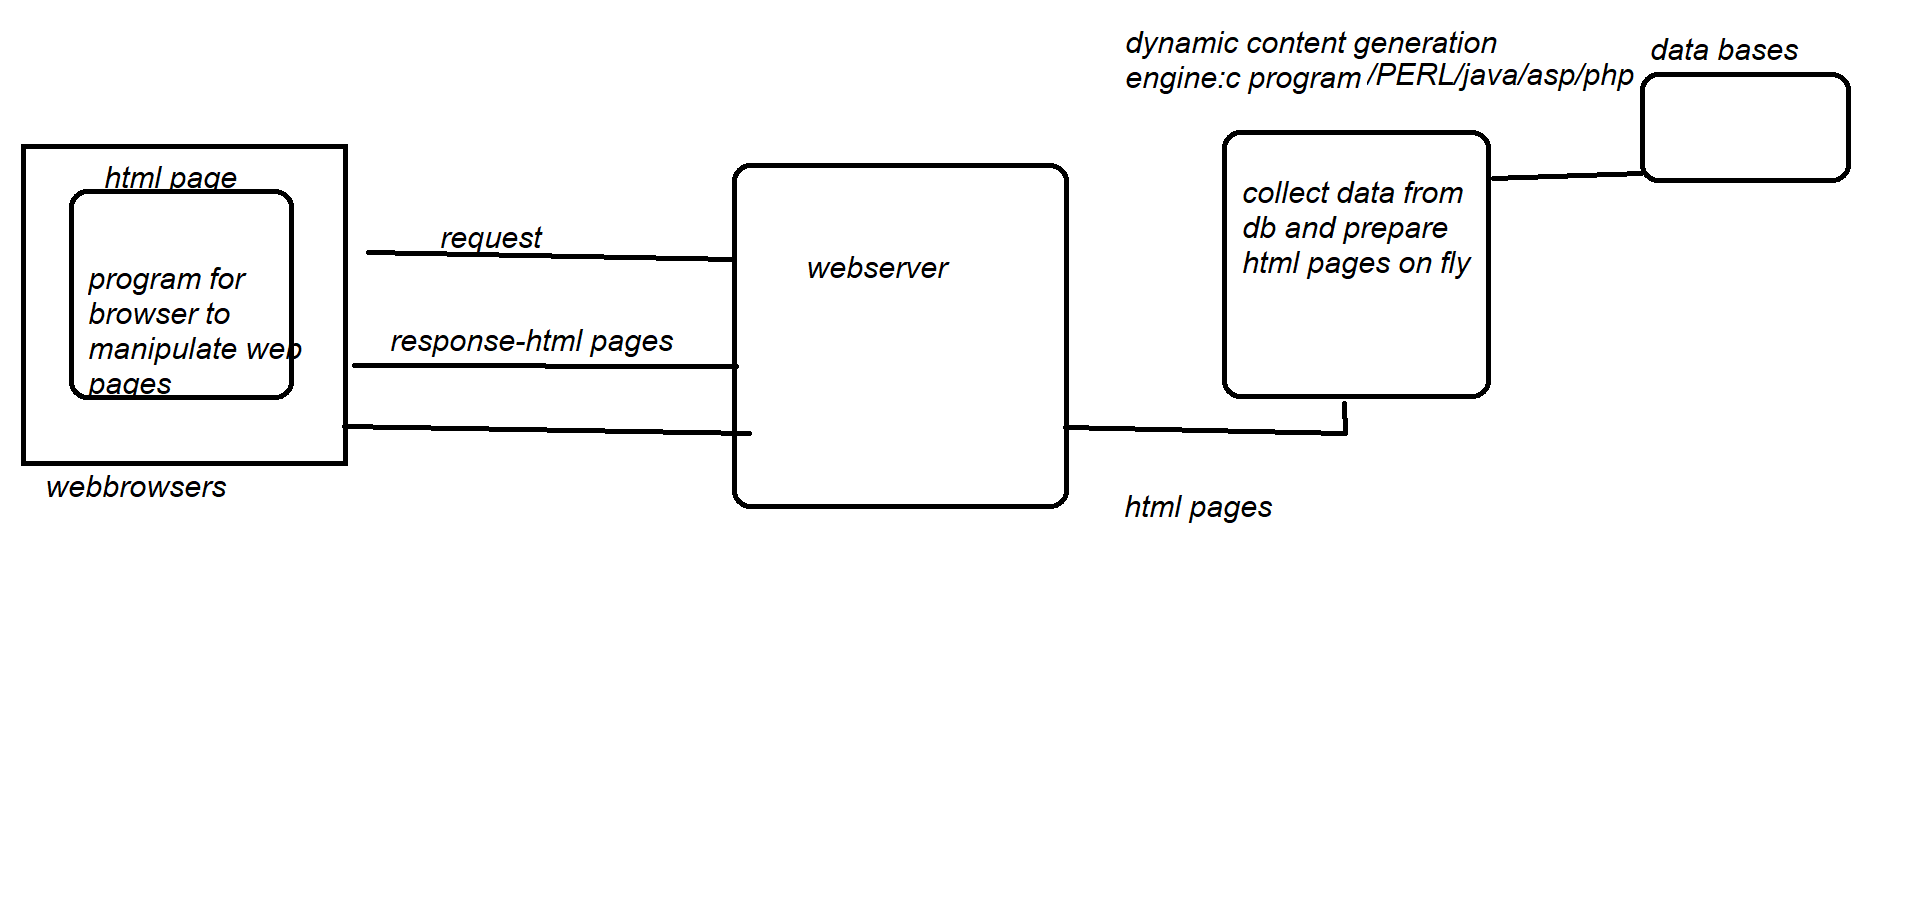 dynamic content generation
engine:c program /PERL/java/asp/php
data bases
html page
program for
browser to
manipulate web
pages
webbrowsers
request
response-html pages
webserver
collect data from
db and prepare
html pages on fly
html pages